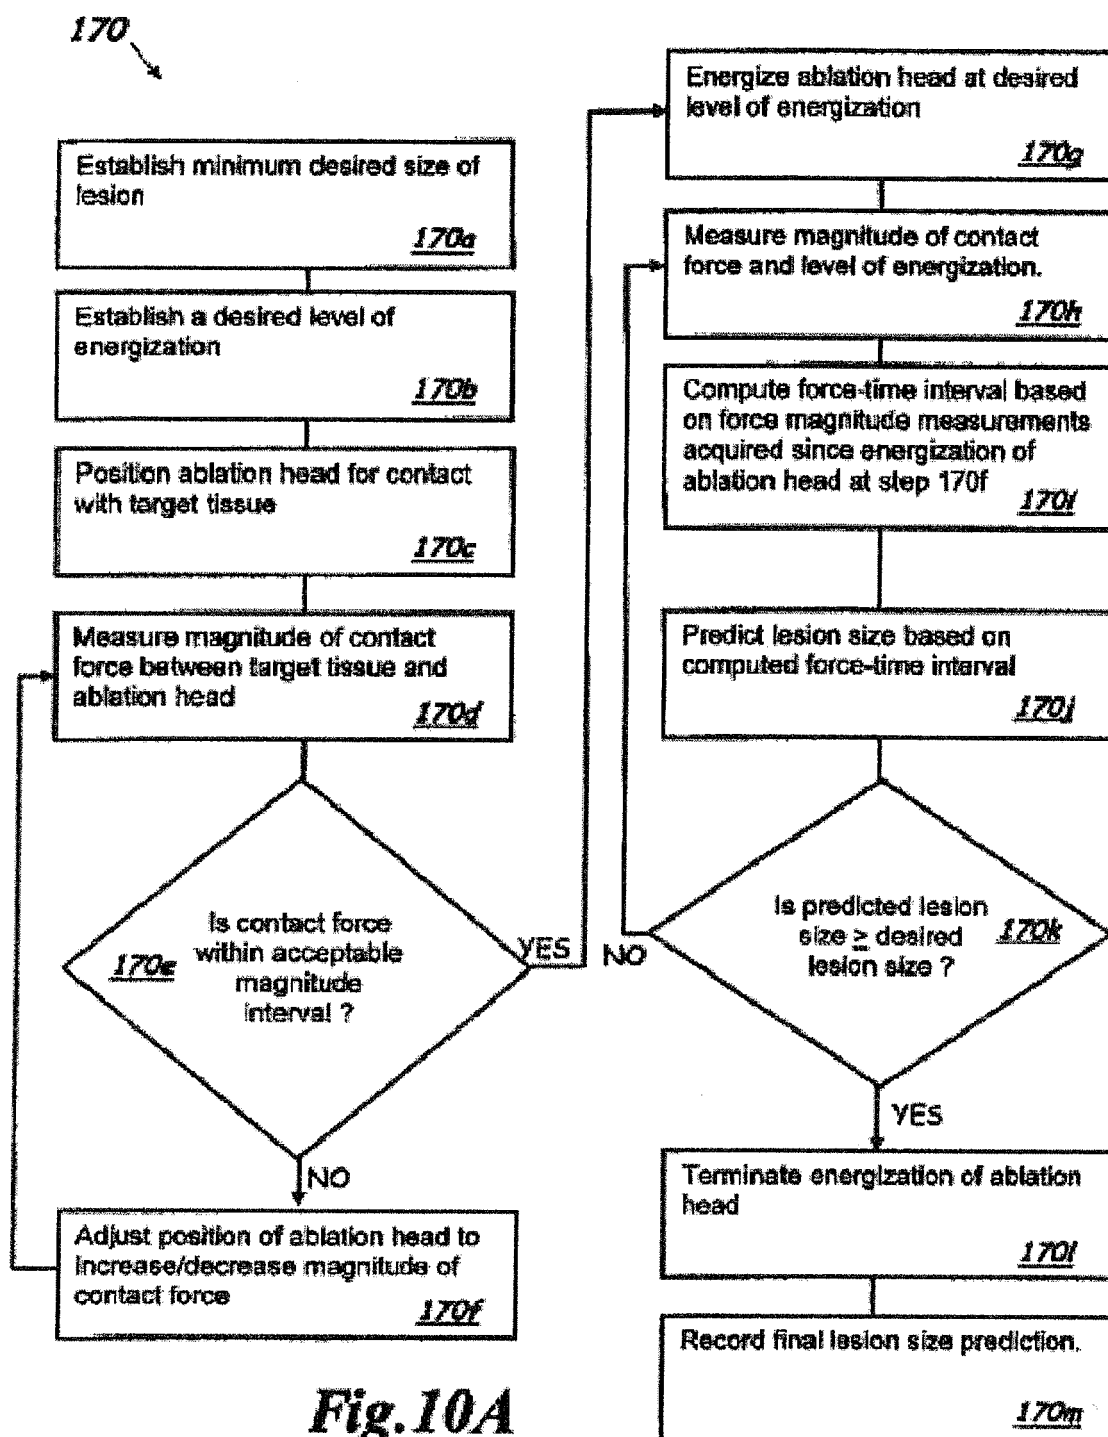 170
Establish minimum desired size of
lesion
170a
Establish a desired level of
energization
170b
Position ablation head for contact
with target tissue
170c
Measure magnitude of contact
force between target tissue and
ablation head
170d
Is contact force
within acceptable
magnitude
interval ?
170e
YES
NO
Adjust position of ablation head to
increase/decrease magnitude of
contact force
170f
Energize ablation head at desired
level of energization
170g
Measure magnitude of contact
force and level of energization.
170h
Compute force-time interval based
on force magnitude measurements
acquired since energization of
ablation head at step 170f
170i
Predict lesion size based on
computed force-time interval
170j
Is predicted lesion
size ≥ desired
lesion size ?
170k
NO
YES
Terminate energization of ablation
head
170l
Record final lesion size prediction.
170m
Fig.10A